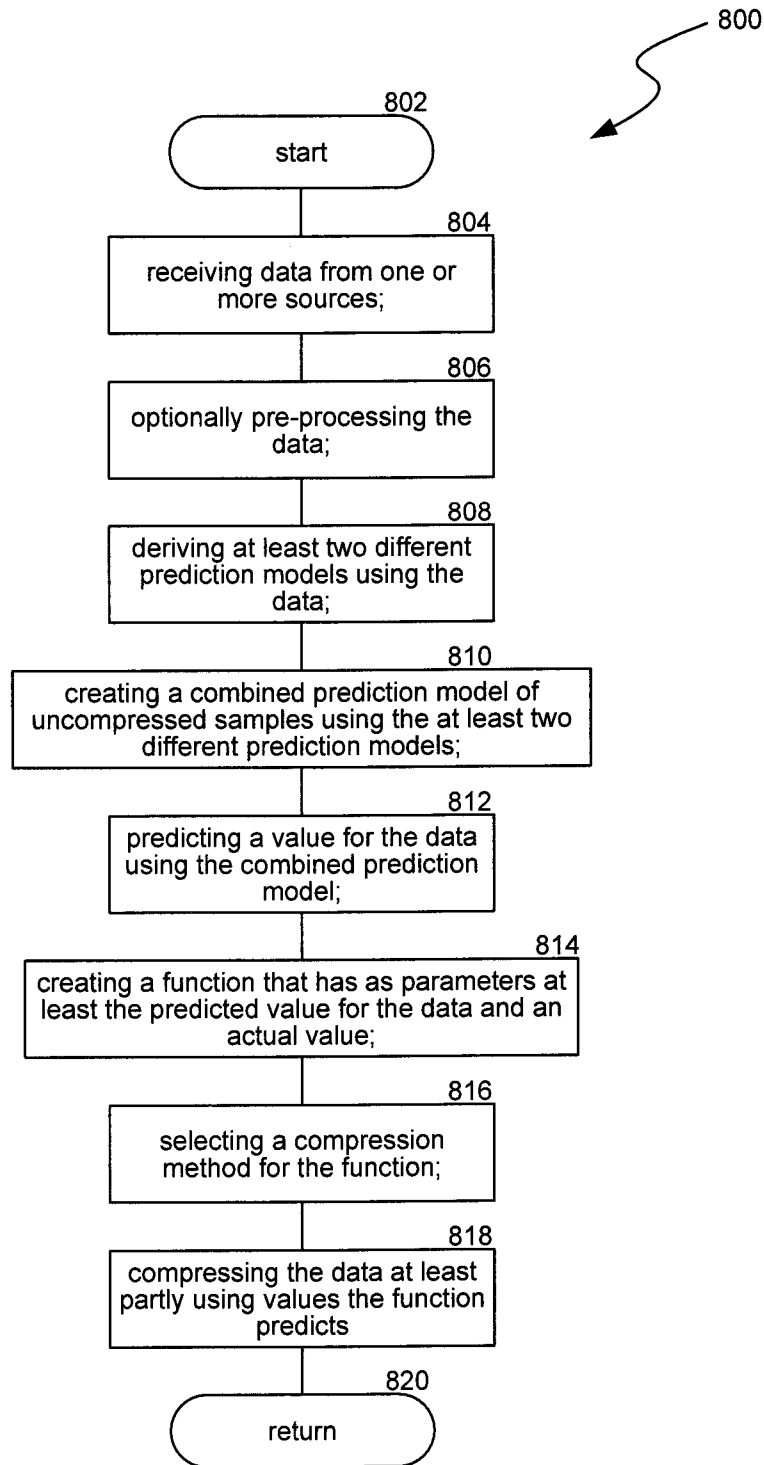 800
802
start
804
receiving data from one or
more sources;
806
optionally pre-processing the
data;
808
deriving at least two different
prediction models using the
data;
810
creating a combined prediction model of
uncompressed samples using the at least two
different prediction models;
812
predicting a value for the data
using the combined prediction
model;
814
creating a function that has as parameters at
least the predicted value for the data and an
actual value;
816
selecting a compression
method for the function;
818
compressing the data at least
partly using values the function
predicts
820
return